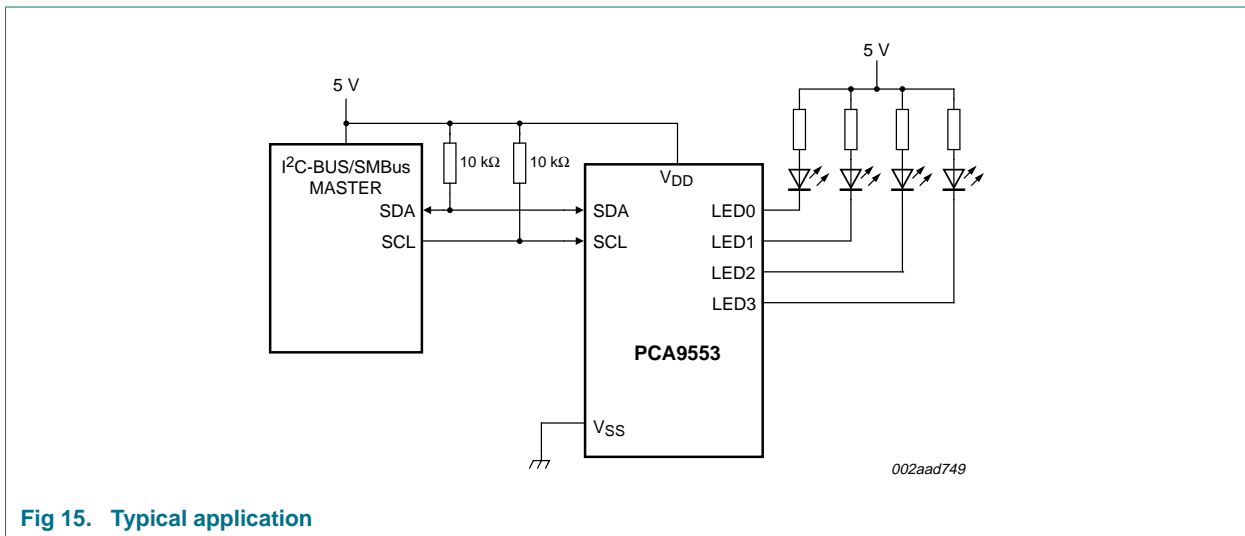 5 V
5 V
I²C-BUS/SMBus
MASTER
10 kΩ
10 kΩ
SDA
SCL
VDD
SDA
SCL
LED0
LED1
LED2
LED3
PCA9553
VSS
002aad749
Fig 15. Typical application